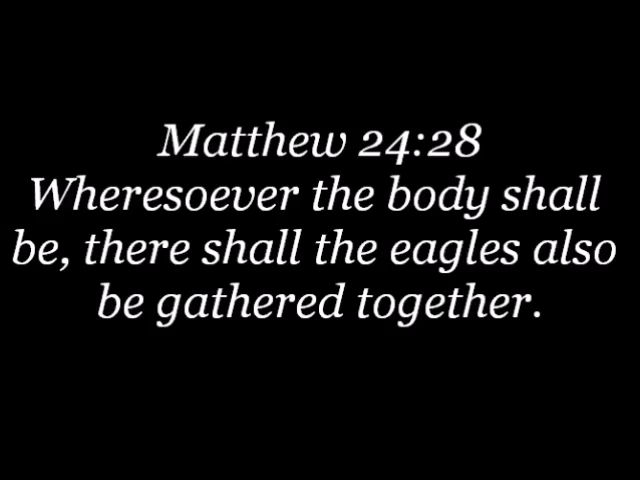 Matthew 24:28
Wheresoever the body shall
be, there shall the eagles also
be gathered together.